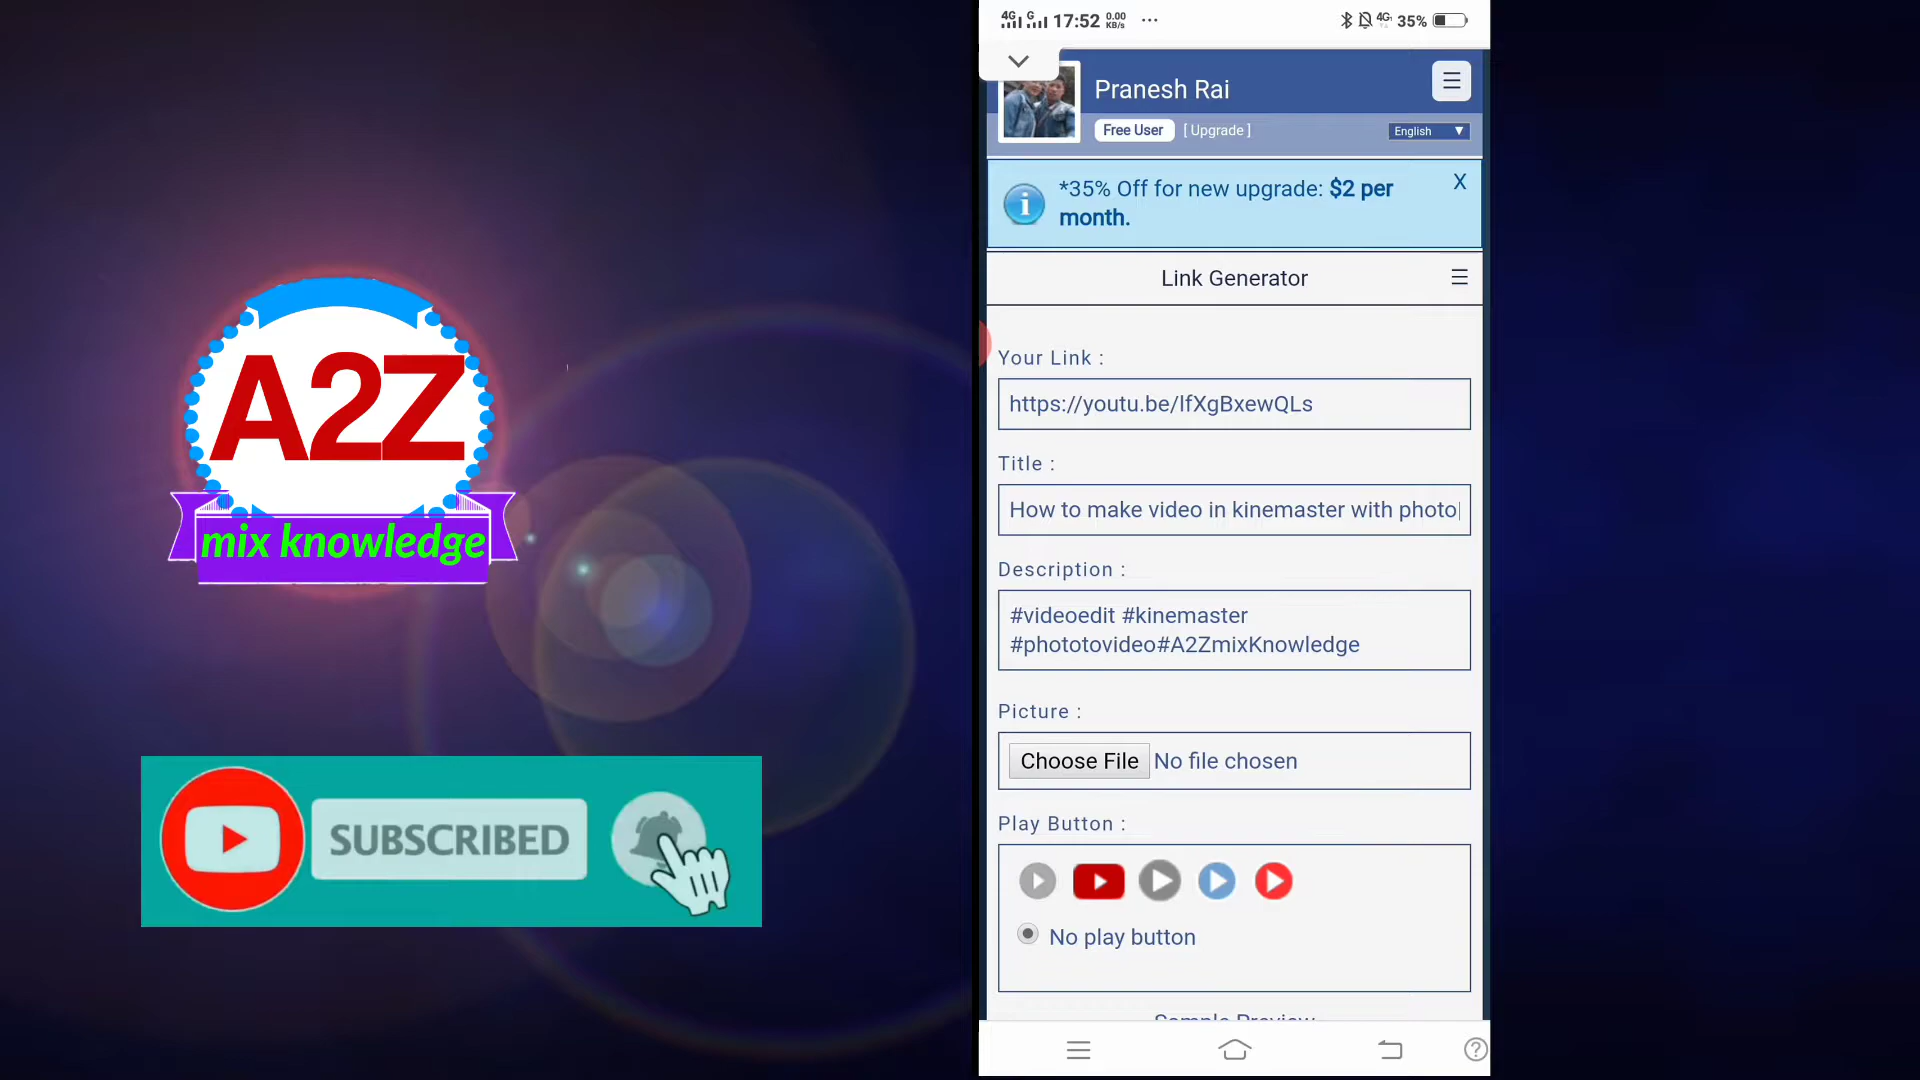 A2Z
mix knowledge
SUBSCRIBED
4G G 17:52 0.00 KB/s ... 4G 35%
Pranesh Rai
Free User [ Upgrade ] English
*35% Off for new upgrade: $2 per
month.
X
Link Generator
Your Link :
https://youtu.be/lfXgBxewQLs
Title :
How to make video in kinemaster with photo
Description :
#videoedit #kinemaster
#phototovideo#A2ZmixKnowledge
Picture :
Choose File No file chosen
Play Button :
No play button
Sample Preview